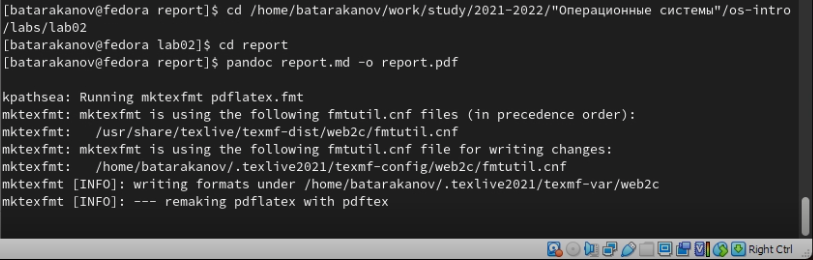 [batarakanov@fedora report]$ cd /home/batarakanov/work/study/2021-2022/"Операционные системы"/os-intro
/labs/lab02
[batarakanov@fedora lab02]$ cd report
[batarakanov@fedora report]$ pandoc report.md -o report.pdf
kpathsea: Running mktexfmt pdflatex.fmt
mktexfmt: mktexfmt is using the following fmtutil.cnf files (in precedence order):
mktexfmt:   /usr/share/texlive/texmf-dist/web2c/fmtutil.cnf
mktexfmt: mktexfmt is using the following fmtutil.cnf file for writing changes:
mktexfmt:   /home/batarakanov/.texlive2021/texmf-config/web2c/fmtutil.cnf
mktexfmt [INFO]: writing formats under /home/batarakanov/.texlive2021/texmf-var/web2c
mktexfmt [INFO]: --- remaking pdflatex with pdftex
Right Ctrl